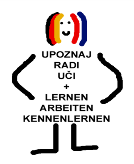 UPOZNAJ
RADI
UČI
+
LERNEN
ARBEITEN
KENNENLERNEN